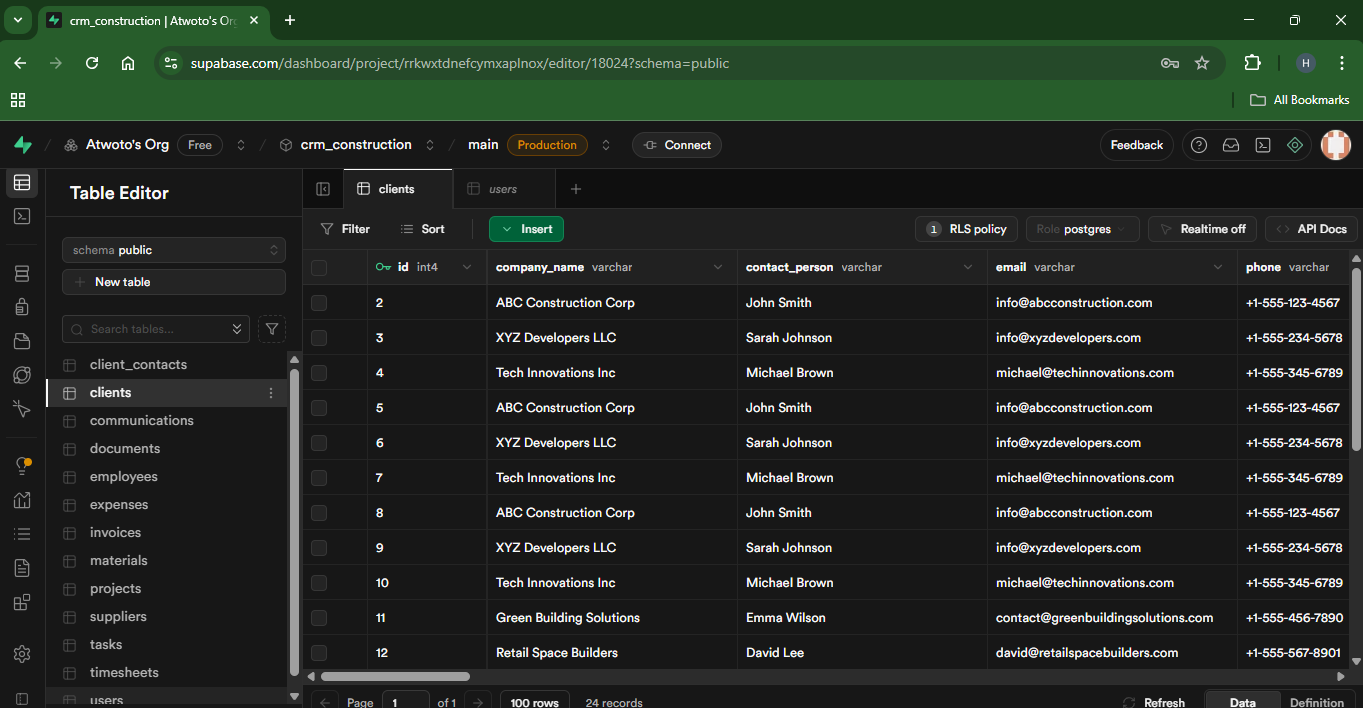 crm_construction | Atwoto's Or
supabase.com/dashboard/project/rrkwxtdnefcymxaplnox/editor/18024?schema=public
H
All Bookmarks
Atwoto's Org Free / crm_construction / main Production Connect Feedback
Table Editor
clients users
schema public
Filter Sort Insert 1 RLS policy Role postgres Realtime off API Docs
New table
id int4 company_name varchar contact_person varchar email varchar phone varchar
Search tables...
2 ABC Construction Corp John Smith info@abcconstruction.com +1-555-123-4567
3 XYZ Developers LLC Sarah Johnson info@xyzdevelopers.com +1-555-234-5678
4 Tech Innovations Inc Michael Brown michael@techinnovations.com +1-555-345-6789
5 ABC Construction Corp John Smith info@abcconstruction.com +1-555-123-4567
6 XYZ Developers LLC Sarah Johnson info@xyzdevelopers.com +1-555-234-5678
7 Tech Innovations Inc Michael Brown michael@techinnovations.com +1-555-345-6789
8 ABC Construction Corp John Smith info@abcconstruction.com +1-555-123-4567
9 XYZ Developers LLC Sarah Johnson info@xyzdevelopers.com +1-555-234-5678
10 Tech Innovations Inc Michael Brown michael@techinnovations.com +1-555-345-6789
11 Green Building Solutions Emma Wilson contact@greenbuildingsolutions.com +1-555-456-7890
12 Retail Space Builders David Lee david@retailspacebuilders.com +1-555-567-8901
client_contacts
clients
communications
documents
employees
expenses
invoices
materials
projects
suppliers
tasks
timesheets
users
Page 1 of 1 100 rows 24 records Refresh Data Definition